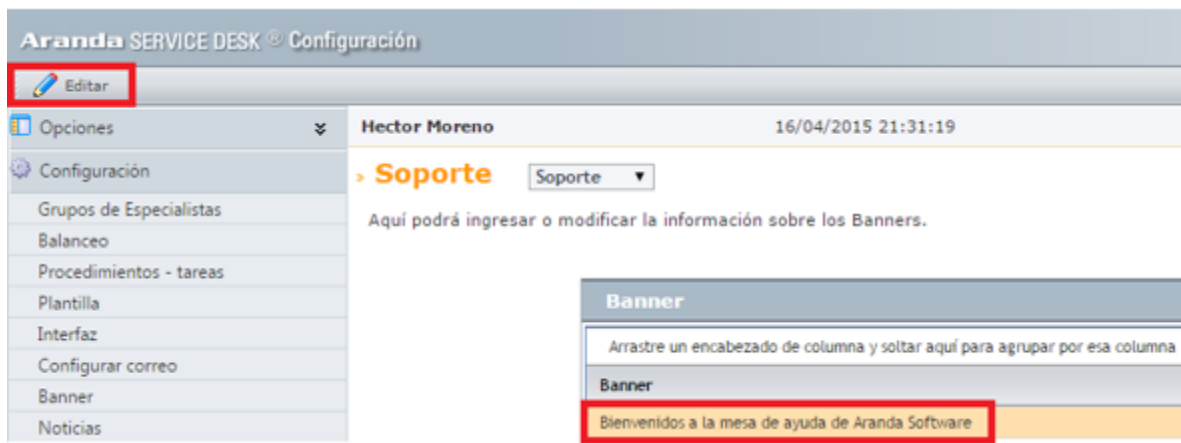 Aranda SERVICE DESK ® Configuración
Editar
Opciones
Hector Moreno 16/04/2015 21:31:19
Configuración
» Soporte Soporte
Grupos de Especialistas
Aquí podrá ingresar o modificar la información sobre los Banners.
Balanceo
Procedimientos - tareas
Plantilla
Banner
Interfaz
Arrastre un encabezado de columna y soltar aquí para agrupar por esa columna
Configurar correo
Banner
Banner
Noticias
Bienvenidos a la mesa de ayuda de Aranda Software